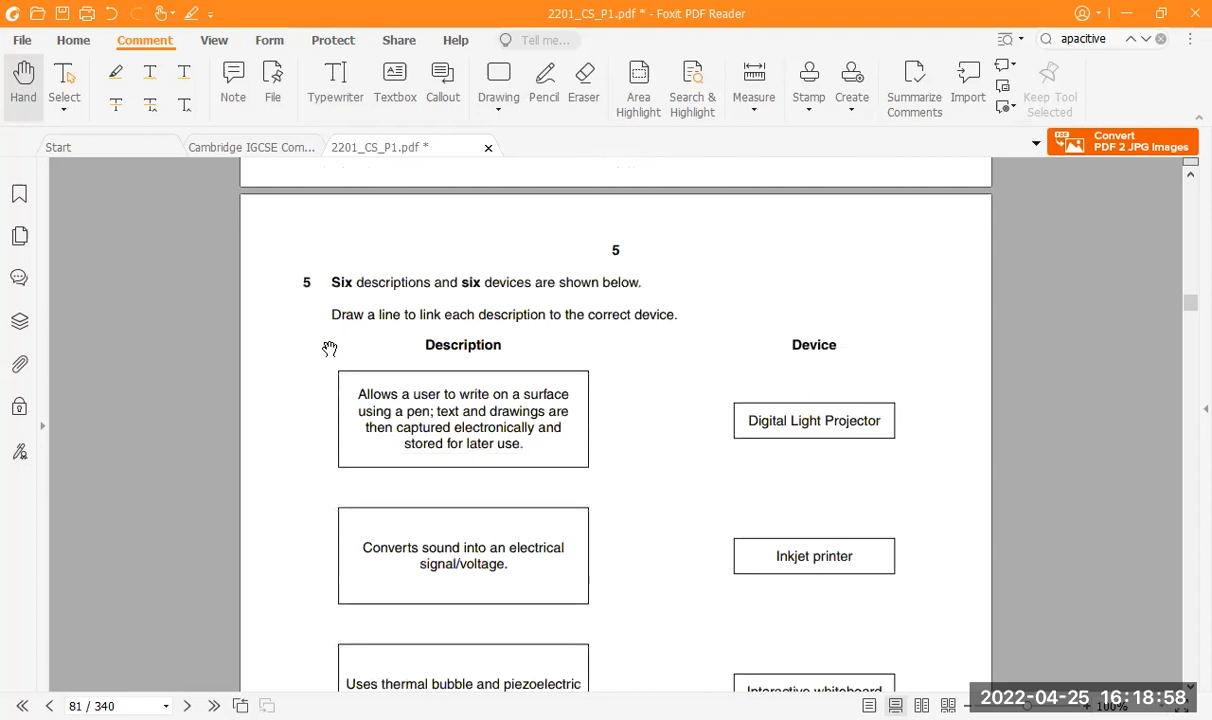 2201_CS_P1.pdf * - Foxit PDF Reader
File Home Comment View Form Protect Share Help Tell me... apacitive
Hand Select Note File Typewriter Textbox Callout Drawing Pencil Eraser Area Highlight Search & Highlight Measure Stamp Create Summarize Comments Import Keep Tool Selected
Start Cambridge IGSCE Com... 2201_CS_P1.pdf * Convert PDF 2 JPG Images
5
5 Six descriptions and six devices are shown below.
Draw a line to link each description to the correct device.
Description Device
Allows a user to write on a surface
using a pen; text and drawings are
then captured electronically and
stored for later use.
Digital Light Projector
Converts sound into an electrical
signal/voltage.
Inkjet printer
Uses thermal bubble and piezoelectric
Interactive whiteboard
81 / 340
2022-04-25 16:18:58
100%